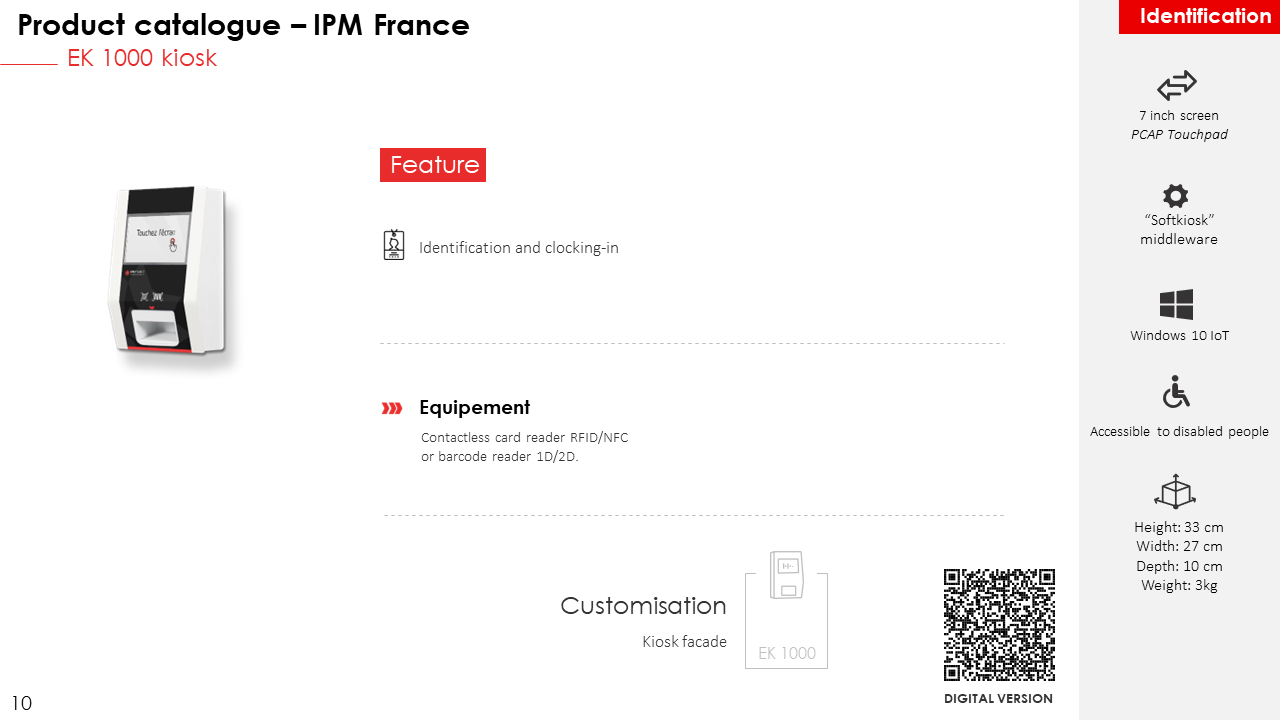 Product catalogue – IPM France
EK 1000 kiosk
Identification
Touchez l'écran
Feature
Identification and clocking-in
Equipement
Contactless card reader RFID/NFC
or barcode reader 1D/2D.
Customisation
Kiosk facade
EK 1000
DIGITAL VERSION
7 inch screen
PCAP Touchpad
“Softkiosk”
middleware
Windows 10 IoT
Accessible to disabled people
Height: 33 cm
Width: 27 cm
Depth: 10 cm
Weight: 3kg
10